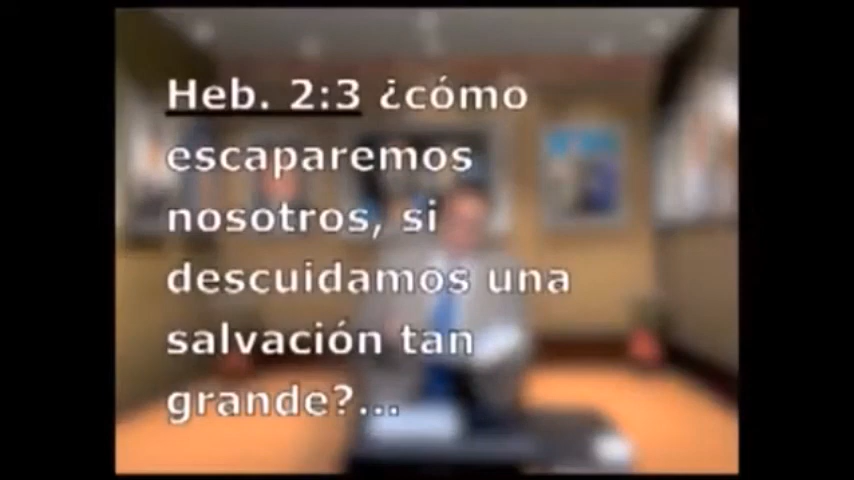 Heb. 2:3 ¿cómo
escaparemos
nosotros, si
descuidamos una
salvación tan
grande?...